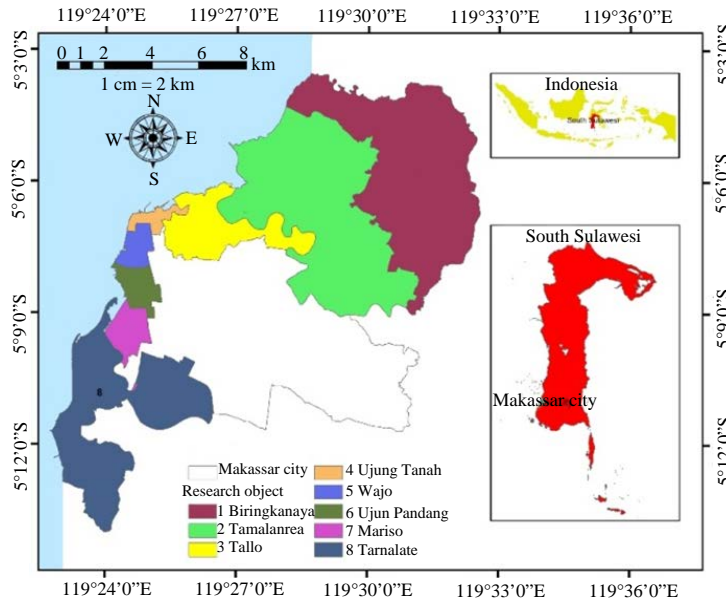 119°24'0”E 119°27'0”E 119°30'0”E 119°33'0”E 119°36'0”E
5°3'0”S 5°3'0”S
0 1 2 4 6 8
km
1 cm = 2 km
N
W E
S
Indonesia
South Sulawesi
5°6'0”S 5°6'0”S
South Sulawesi
5°9'0”S 5°9'0”S
8
Makassar city
5°12'0”S 5°12'0”S
Makassar city
Research object
1 Biringkanaya
2 Tamalanrea
3 Tallo
4 Ujung Tanah
5 Wajo
6 Ujun Pandang
7 Mariso
8 Tarnalate
119°24'0”E 119°27'0”E 119°30'0”E 119°33'0”E 119°36'0”E